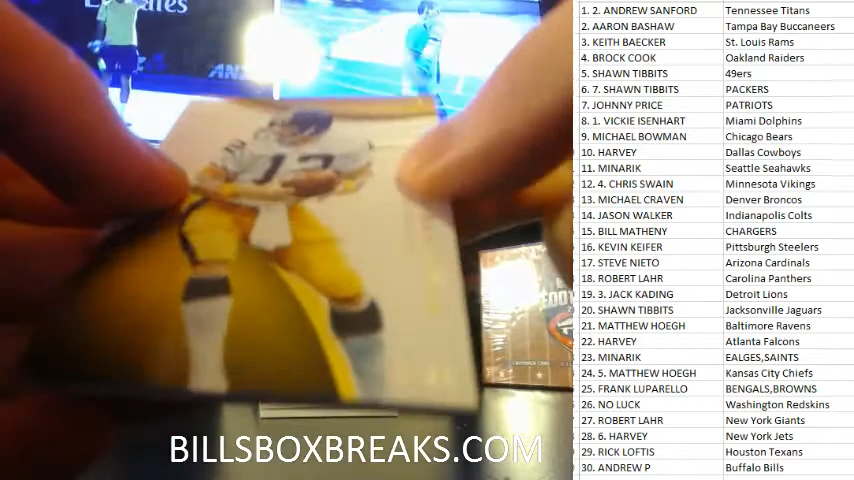 Emirates
ANZ
12
BILLSBOXBREAKS.COM
1. 2. ANDREW SANFORD Tennessee Titans
2. AARON BASHAW Tampa Bay Buccaneers
3. KEITH BAECKER St. Louis Rams
4. BROCK COOK Oakland Raiders
5. SHAWN TIBBITS 49ers
6. 7. SHAWN TIBBITS PACKERS
7. JOHNNY PRICE PATRIOTS
8. 1. VICKIE ISENHART Miami Dolphins
9. MICHAEL BOWMAN Chicago Bears
10. HARVEY Dallas Cowboys
11. MINARIK Seattle Seahawks
12. 4. CHRIS SWAIN Minnesota Vikings
13. MICHAEL CRAVEN Denver Broncos
14. JASON WALKER Indianapolis Colts
15. BILL MATHENY CHARGERS
16. KEVIN KEIFER Pittsburgh Steelers
17. STEVE NIETO Arizona Cardinals
18. ROBERT LAHR Carolina Panthers
19. 3. JACK KADING Detroit Lions
20. SHAWN TIBBITS Jacksonville Jaguars
21. MATTHEW HOEGH Baltimore Ravens
22. HARVEY Atlanta Falcons
23. MINARIK EALGES,SAINTS
24. 5. MATTHEW HOEGH Kansas City Chiefs
25. FRANK LUPARELLO BENGALS,BROWNS
26. NO LUCK Washington Redskins
27. ROBERT LAHR New York Giants
28. 6. HARVEY New York Jets
29. RICK LOFTIS Houston Texans
30. ANDREW P Buffalo Bills